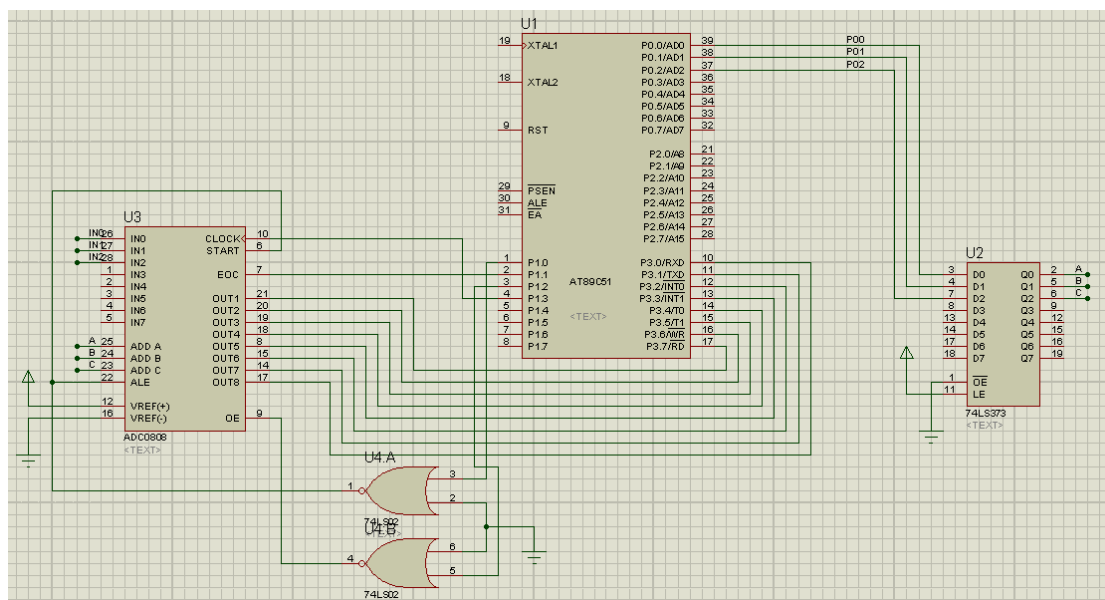 U1
19 XTAL1 P0.0/AD0 39 P00
P0.1/AD1 38 P01
18 XTAL2 P0.2/AD2 37 P02
P0.3/AD3 36
P0.4/AD4 35
P0.5/AD5 34
P0.6/AD6 33
9 RST P0.7/AD7 32
P2.0/A8 21
P2.1/A9 22
P2.2/A10 23
29 PSEN P2.3/A11 24
30 ALE P2.4/A12 25
31 EA P2.5/A13 26
P2.6/A14 27
P2.7/A15 28
1 P1.0 P3.0/RXD 10
2 P1.1 P3.1/TXD 11
3 P1.2 P3.2/INT0 12
4 P1.3 AT89C51 P3.3/INT1 13
5 P1.4 P3.4/T0 14
6 P1.5 <TEXT> P3.5/T1 15
7 P1.6 P3.6/WR 16
8 P1.7 P3.7/RD 17
U3
IN0 26 IN0 CLOCK 10
IN1 27 IN1 START 6
IN2 28 IN2
1 IN3 EOC 7
2 IN4
3 IN5 OUT1 21
4 IN6 OUT2 20
5 IN7 OUT3 19
OUT4 18
A 25 ADD A OUT5 8
B 24 ADD B OUT6 15
C 23 ADD C OUT7 14
22 ALE OUT8 17
12 VREF(+)
16 VREF(-) OE 9
ADC0808
<TEXT>
U2
3 D0 Q0 2 A
4 D1 Q1 5 B
7 D2 Q2 6 C
8 D3 Q3 9
13 D4 Q4 12
14 D5 Q5 15
17 D6 Q6 16
18 D7 Q7 19
1 OE
11 LE
74LS373
<TEXT>
U4.A
1 3
2
74LS02
<TEXT>
U4.B
4 6
5
74LS02